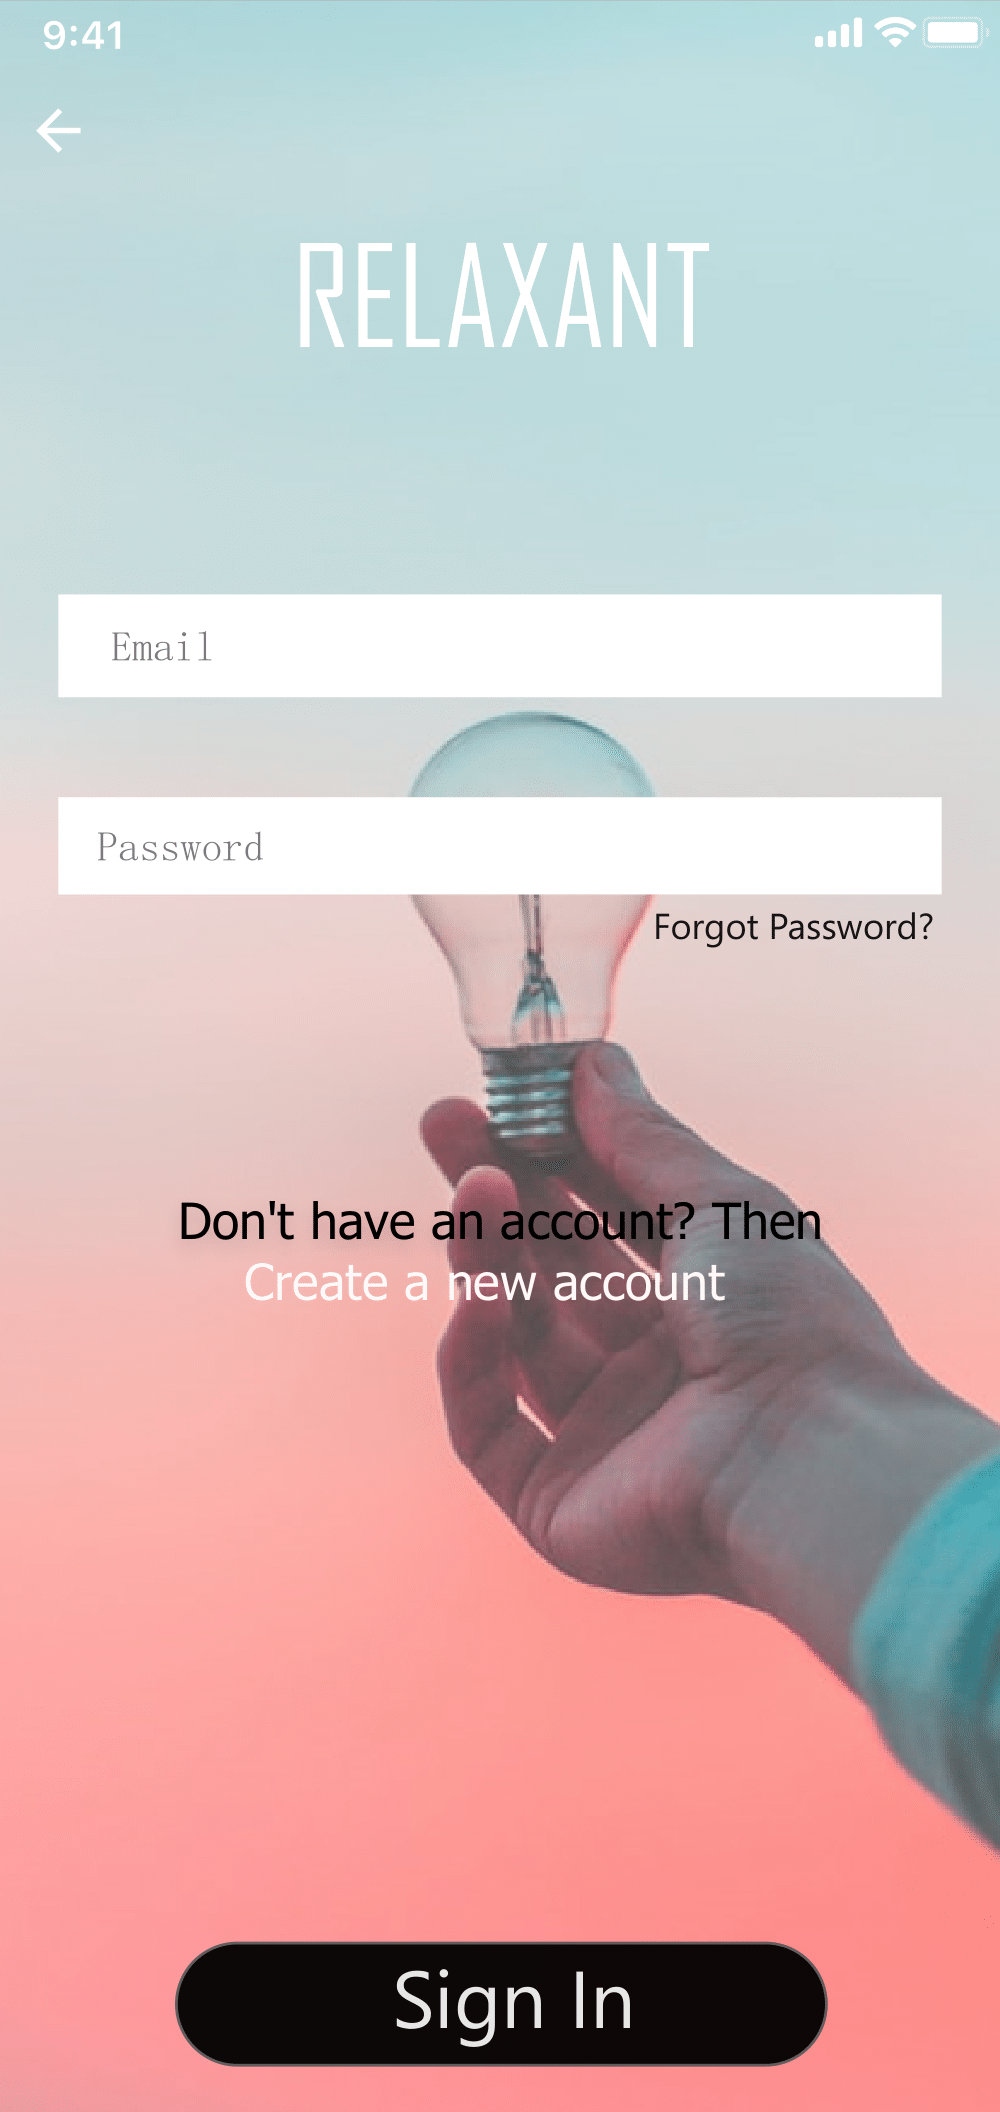 9:41
RELAXANT
Email
Password
Forgot Password?
Don't have an account? Then
Create a new account
Sign In